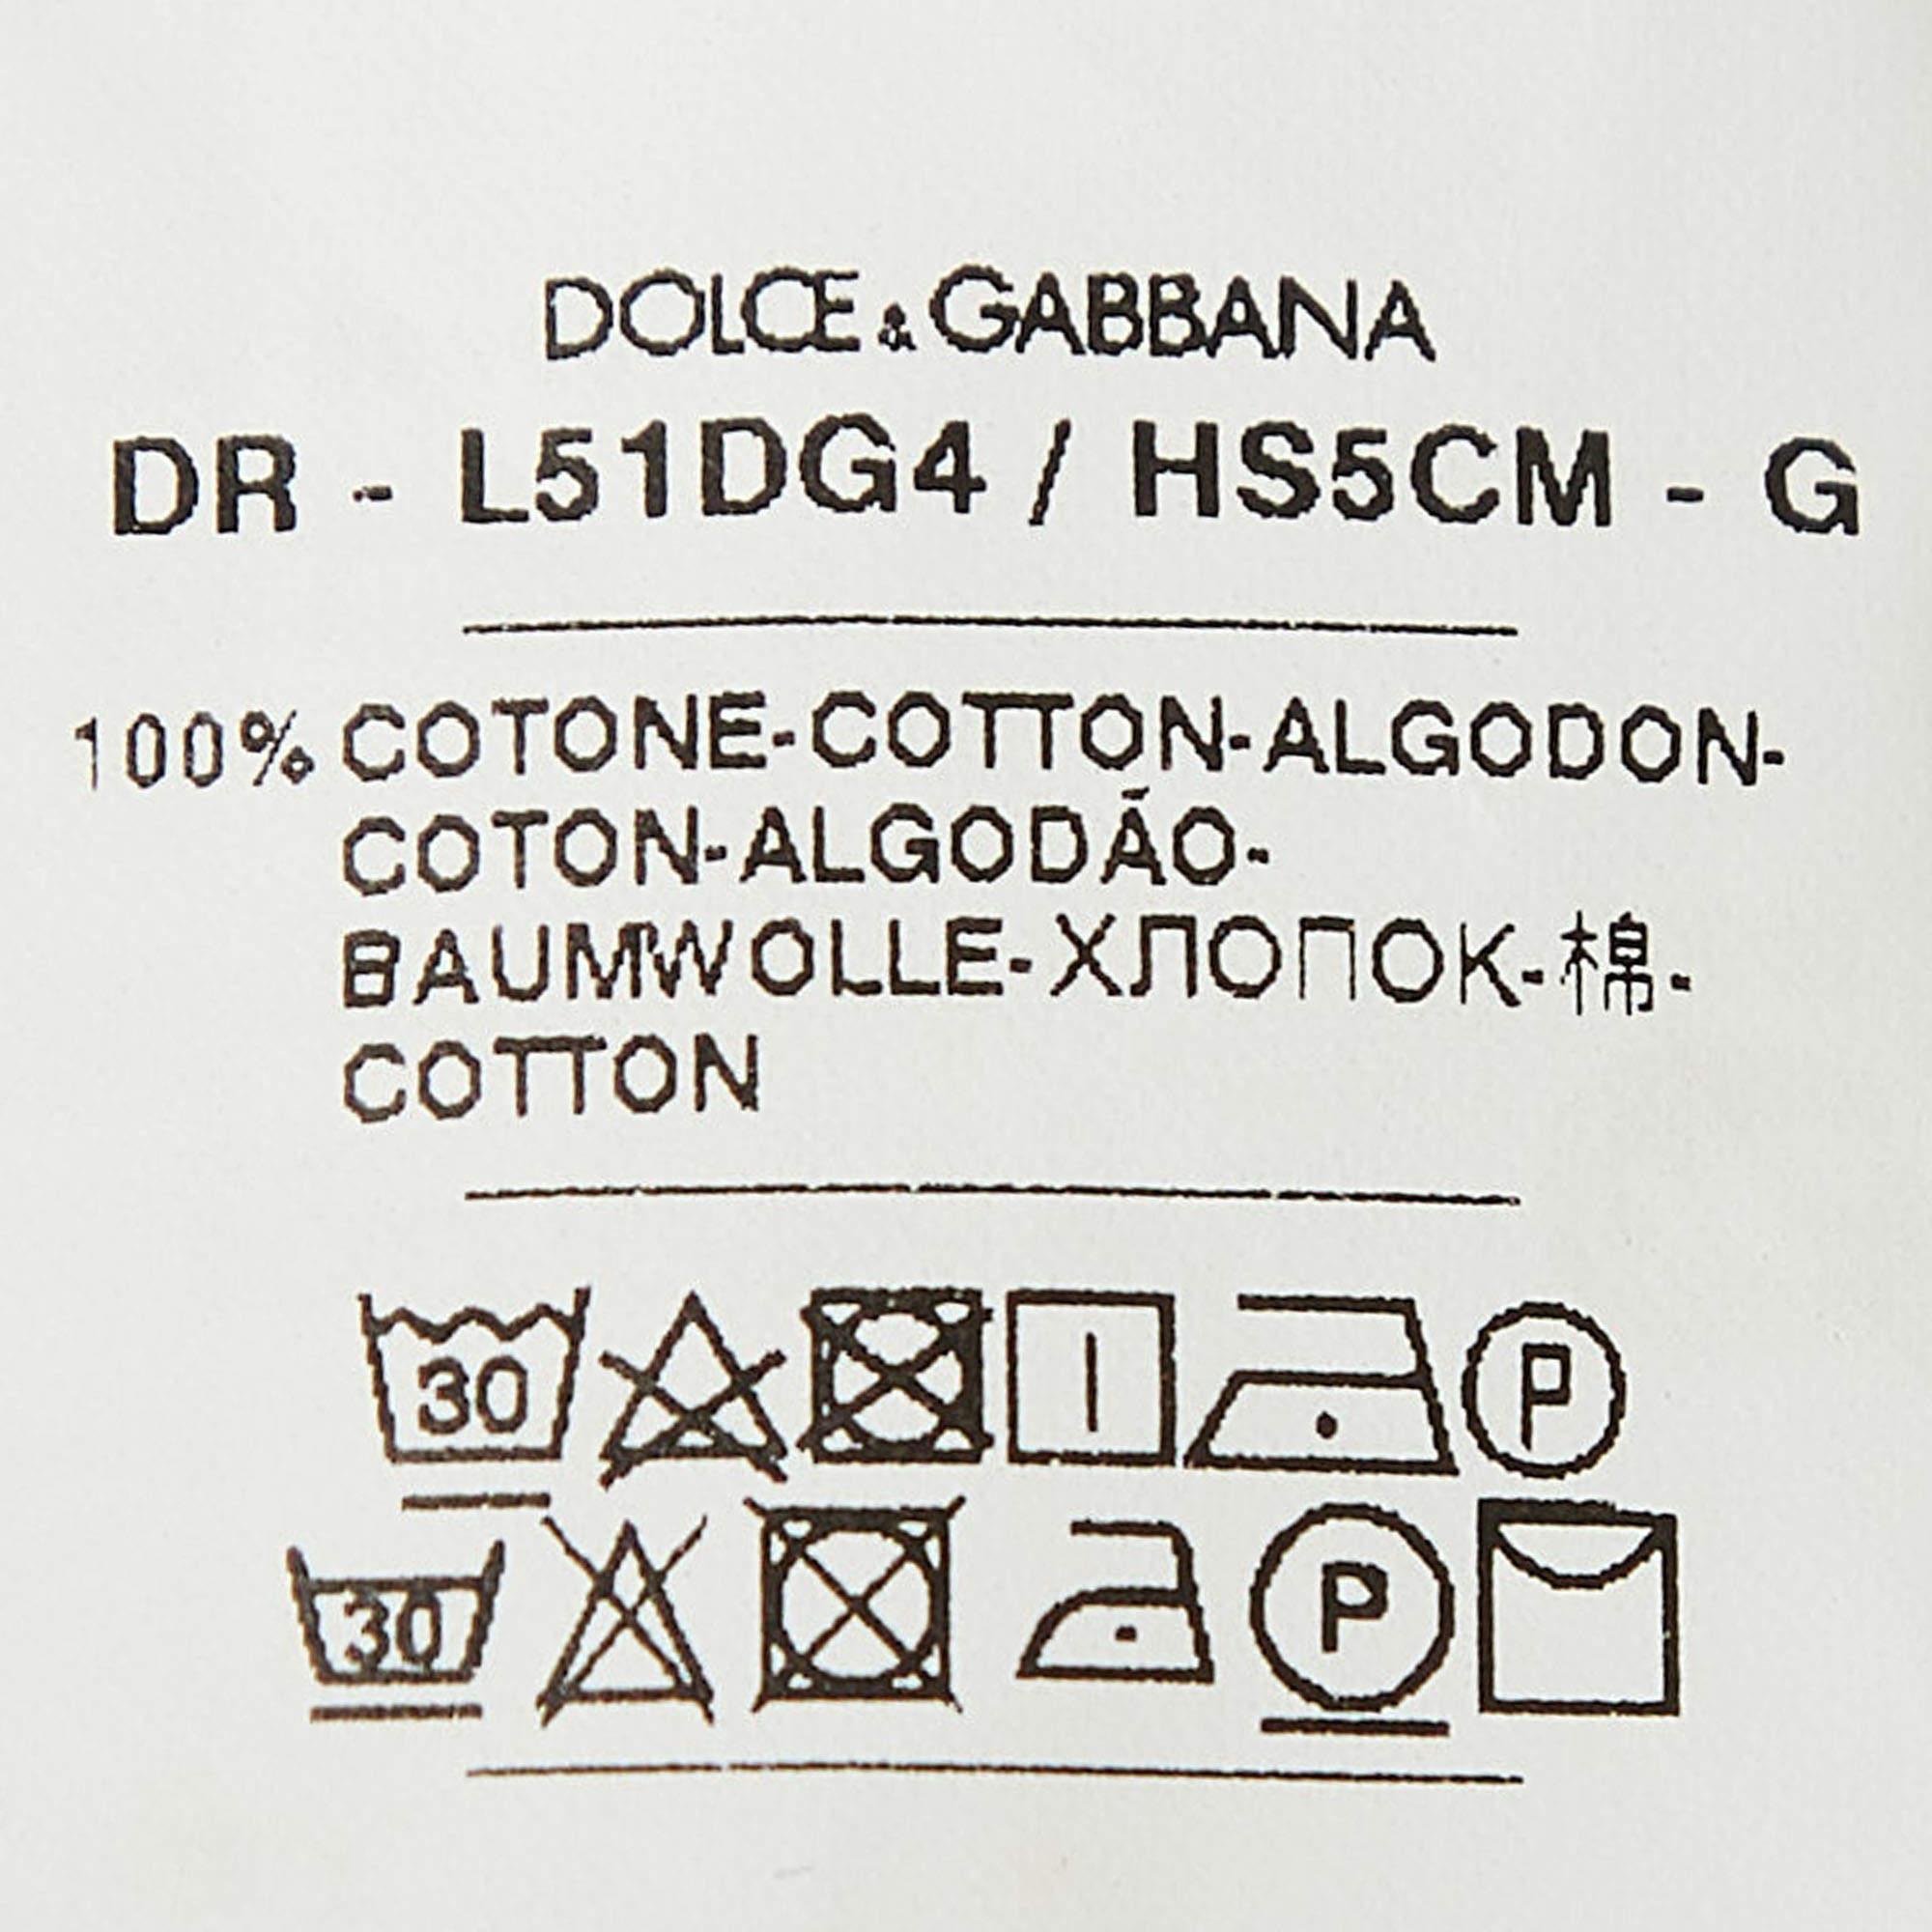 DOLCE&GABBANA
DR - L51DG4 / HS5CM - G
100% COTONE-COTTON-ALGODON-
COTON-ALGODÃO-
BAUMWOLLE-ХЛОПОК-棉-
COTTON
30 P
30 P